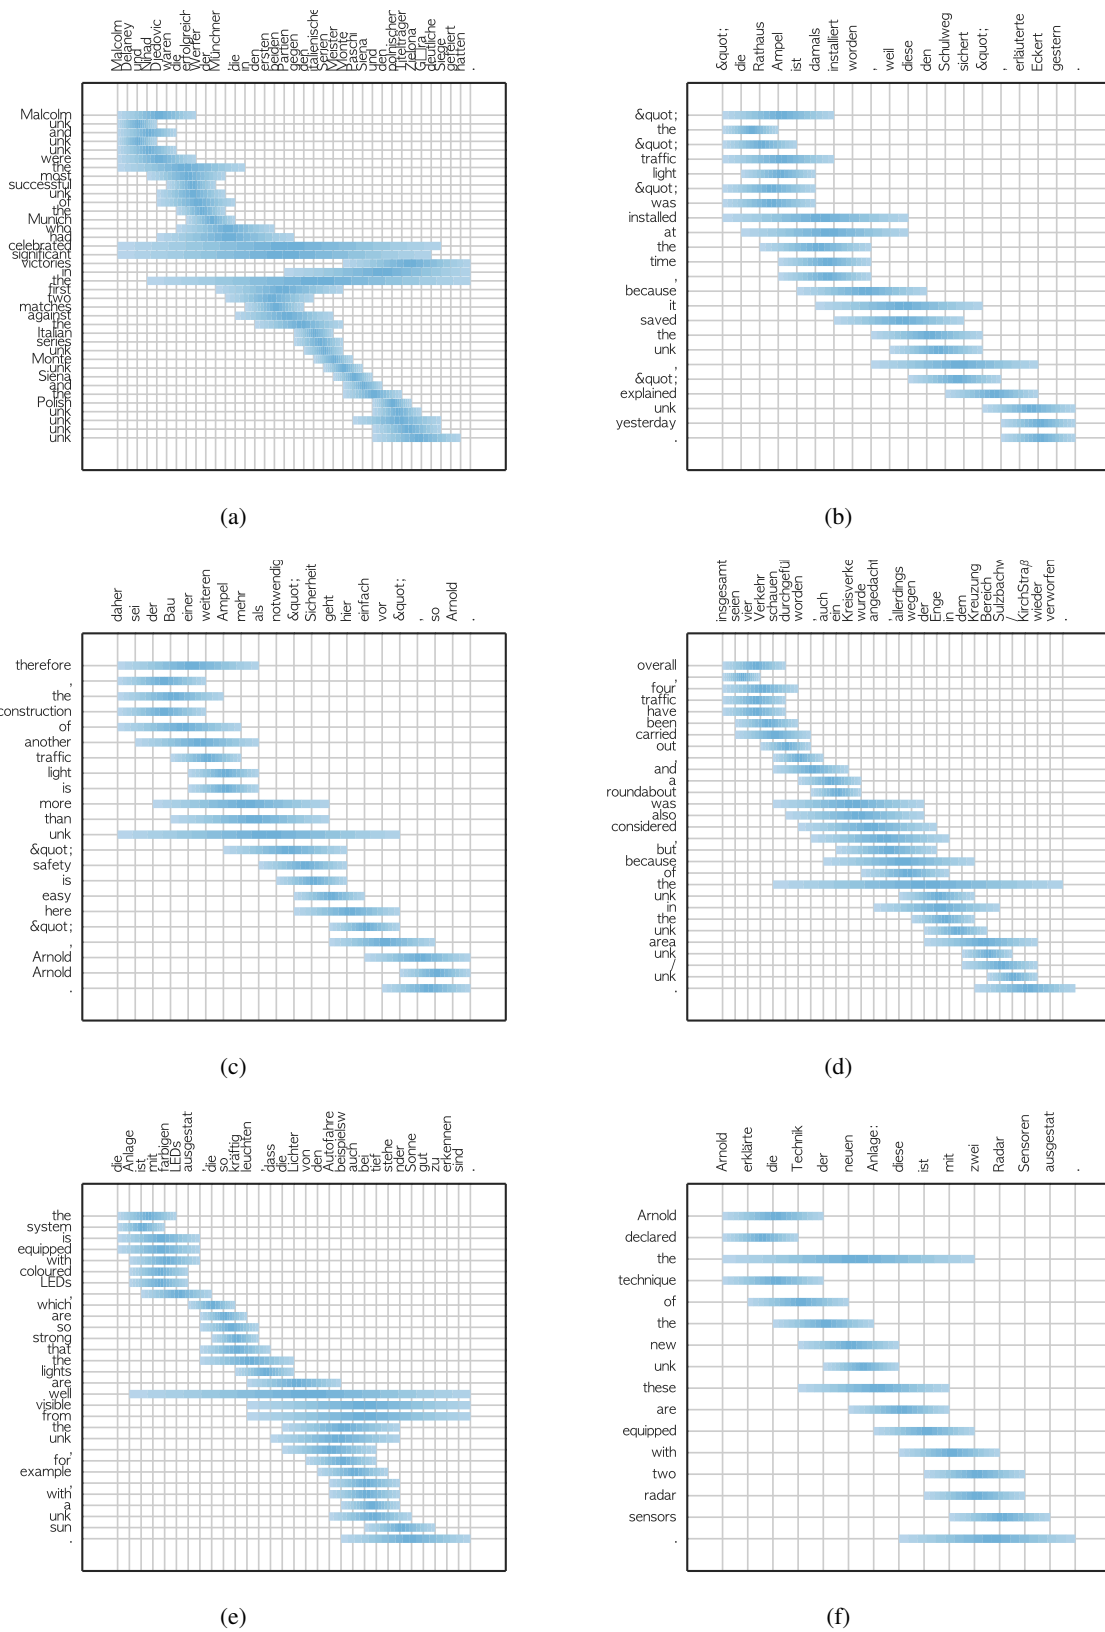 Malcolm
Delaney
und
Nihad
Djedovic
waren
die
erfolgreich
Werfer
der
Münchner
,
die
in
den
ersten
beiden
Partien
gegen
den
italienische
Serien
Meister
Monte
Paschi
Siena
und
den
polnischen
Titelträger
Zielona
Gura
deutliche
Siege
gefeiert
hatten
.
Malcolm
unk
and
unk
unk
were
the
most
successful
unk
of
the
Munich
who
had
celebrated
significant
victories
in
the
first
two
matches
against
the
Italian
series
unk
Monte
unk
Siena
and
the
Polish
unk
unk
unk
unk
(a)
&quot;
die
Rathaus
Ampel
ist
damals
installiert
worden
,
weil
diese
den
Schulweg
sichert
&quot;
,
erläuterte
Eckert
gestern
.
&quot;
the
&quot;
traffic
light
&quot;
was
installed
at
the
time
,
because
it
saved
the
unk
,
&quot;
explained
unk
yesterday
.
(b)
daher
sei
der
Bau
einer
weiteren
Ampel
mehr
als
notwendig
&quot;
Sicherheit
geht
hier
einfach
vor
&quot;
,
so
Arnold
.
therefore
,
the
construction
of
another
traffic
light
is
more
than
unk
&quot;
safety
is
easy
here
&quot;
,
Arnold
Arnold
.
(c)
insgesamt
seien
vier
Verkehr
schauen
durchgefü
worden
,
auch
ein
Kreisverke
wurde
angedacht
,
allerdings
wegen
der
Enge
in
dem
Kreuzung
Bereich
Sulzbachw
/
KirchStraß
wieder
verworfen
.
overall
,
four
traffic
have
been
carried
out
,
and
a
roundabout
was
also
considered
,
but
because
of
the
unk
in
the
unk
area
unk
/
unk
.
(d)
die
Anlage
ist
mit
farbigen
LEDs
ausgestat
,
die
so
kräftig
leuchten
,
dass
die
Lichter
von
den
Autofahre
beispielsw
auch
bei
tief
stehe
nder
Sonne
gut
zu
erkennen
sind
.
the
system
is
equipped
with
coloured
LEDs
,
which
are
so
strong
that
the
lights
are
well
visible
from
the
unk
,
for
example
,
with
a
unk
sun
.
(e)
Arnold
erklärte
die
Technik
der
neuen
Anlage:
diese
ist
mit
zwei
Radar
Sensoren
ausgestat
.
Arnold
declared
the
technique
of
the
new
unk
these
are
equipped
with
two
radar
sensors
.
(f)